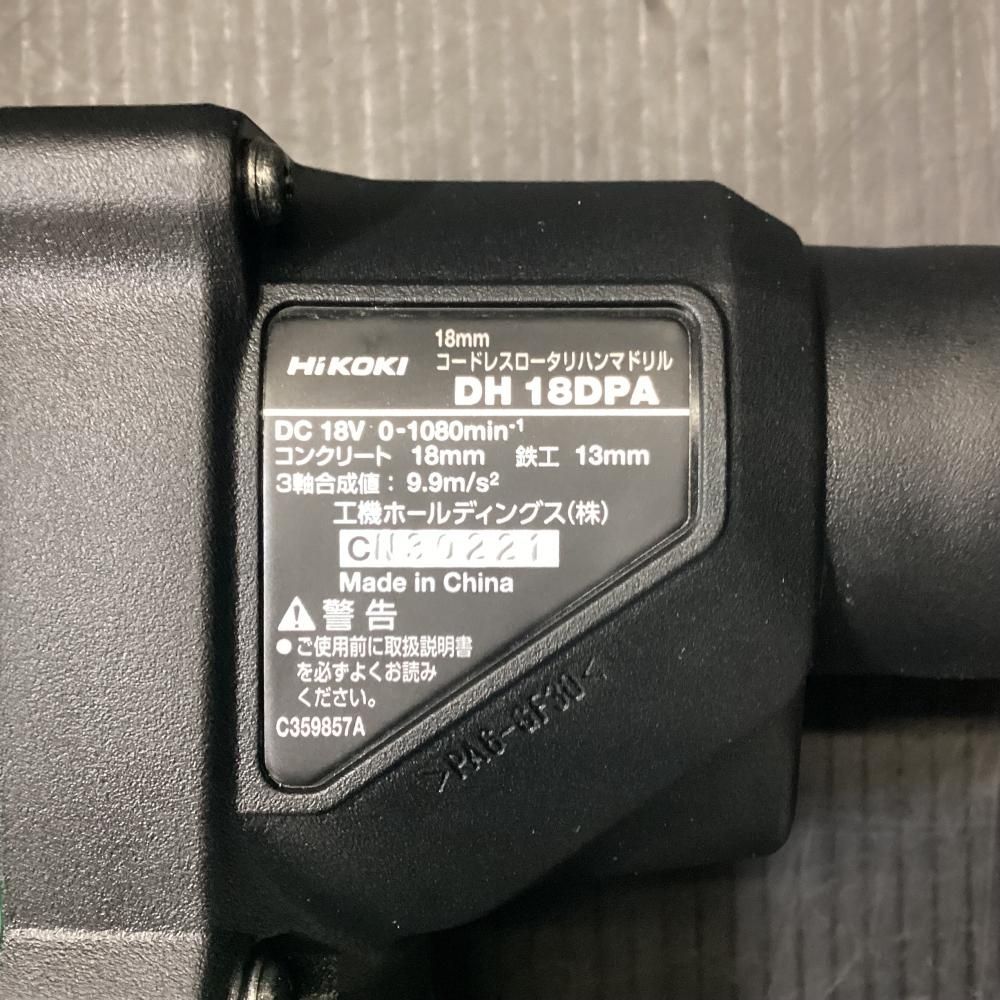 18mm
HiKOKI コードレスロータリハンマドリル
DH 18DPA
DC 18V 0-1080min⁻¹
コンクリート 18mm 鉄工 13mm
3軸合成値：9.9m/s²
工機ホールディングス(株)
CN30221
Made in China
警告
●ご使用前に取扱説明書
を必ずよくお読み
ください。
C359857A
>PA6-GF30<